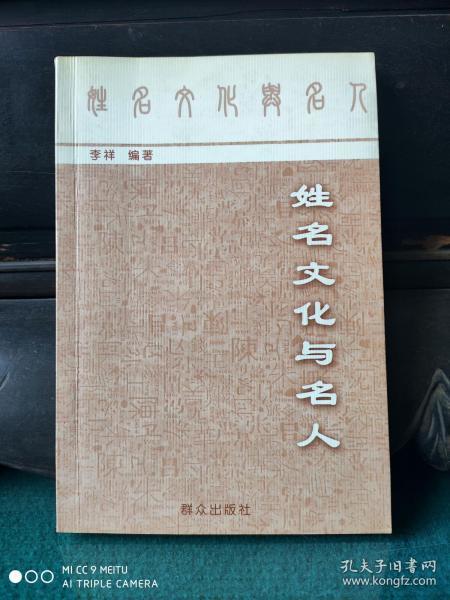 姓名文化與名人
李祥 编著
姓名文化与名人
陳
群众出版社
MI CC 9 MEITU
AI TRIPLE CAMERA
孔夫子旧书网
www.kongfz.com